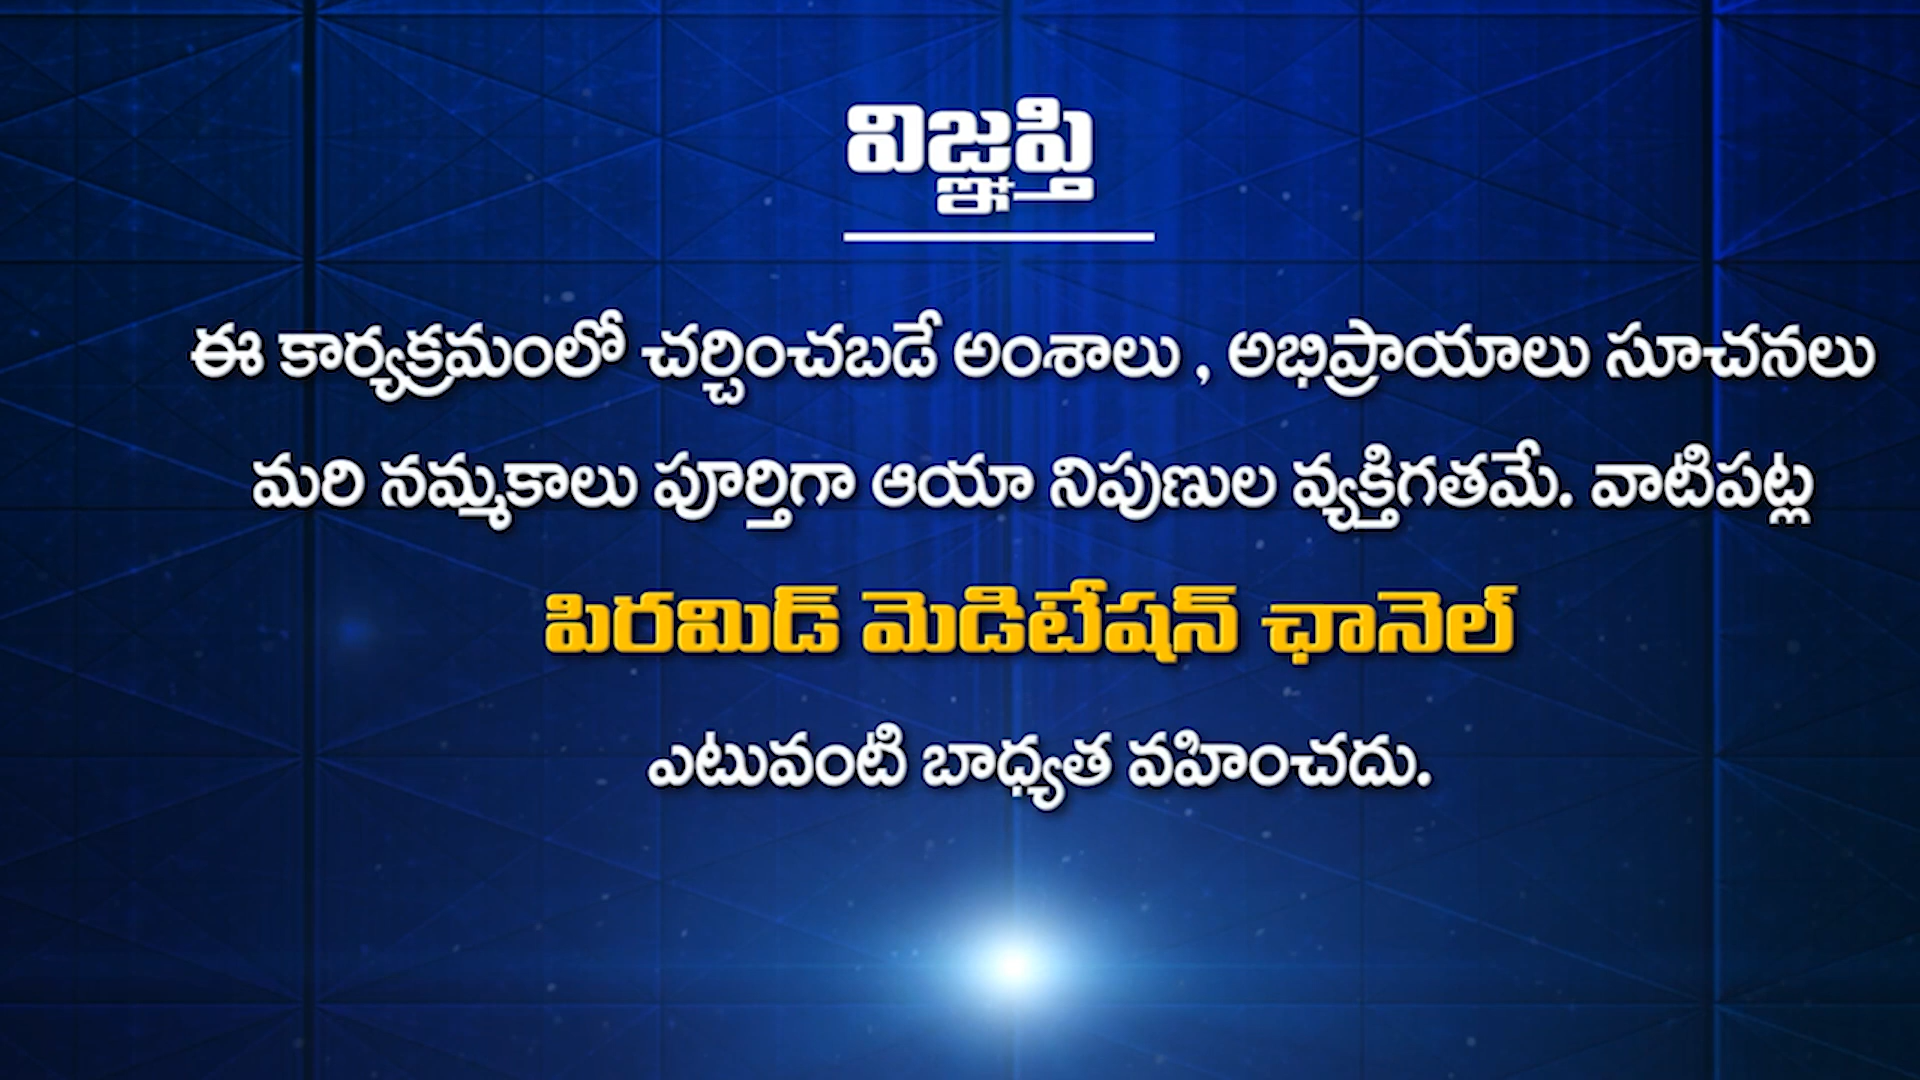 విజ్ఞప్తి
ఈ కార్యక్రమంలో చర్చించబడే అంశాలు , అభిప్రాయాలు సూచనలు
మరి నమ్మకాలు పూర్తిగా ఆయా నిపుణుల వ్యక్తిగతమే. వాటిపట్ల
పిరమిడ్ మెడిటేషన్ ఛానెల్
ఎటువంటి బాధ్యత వహించదు.